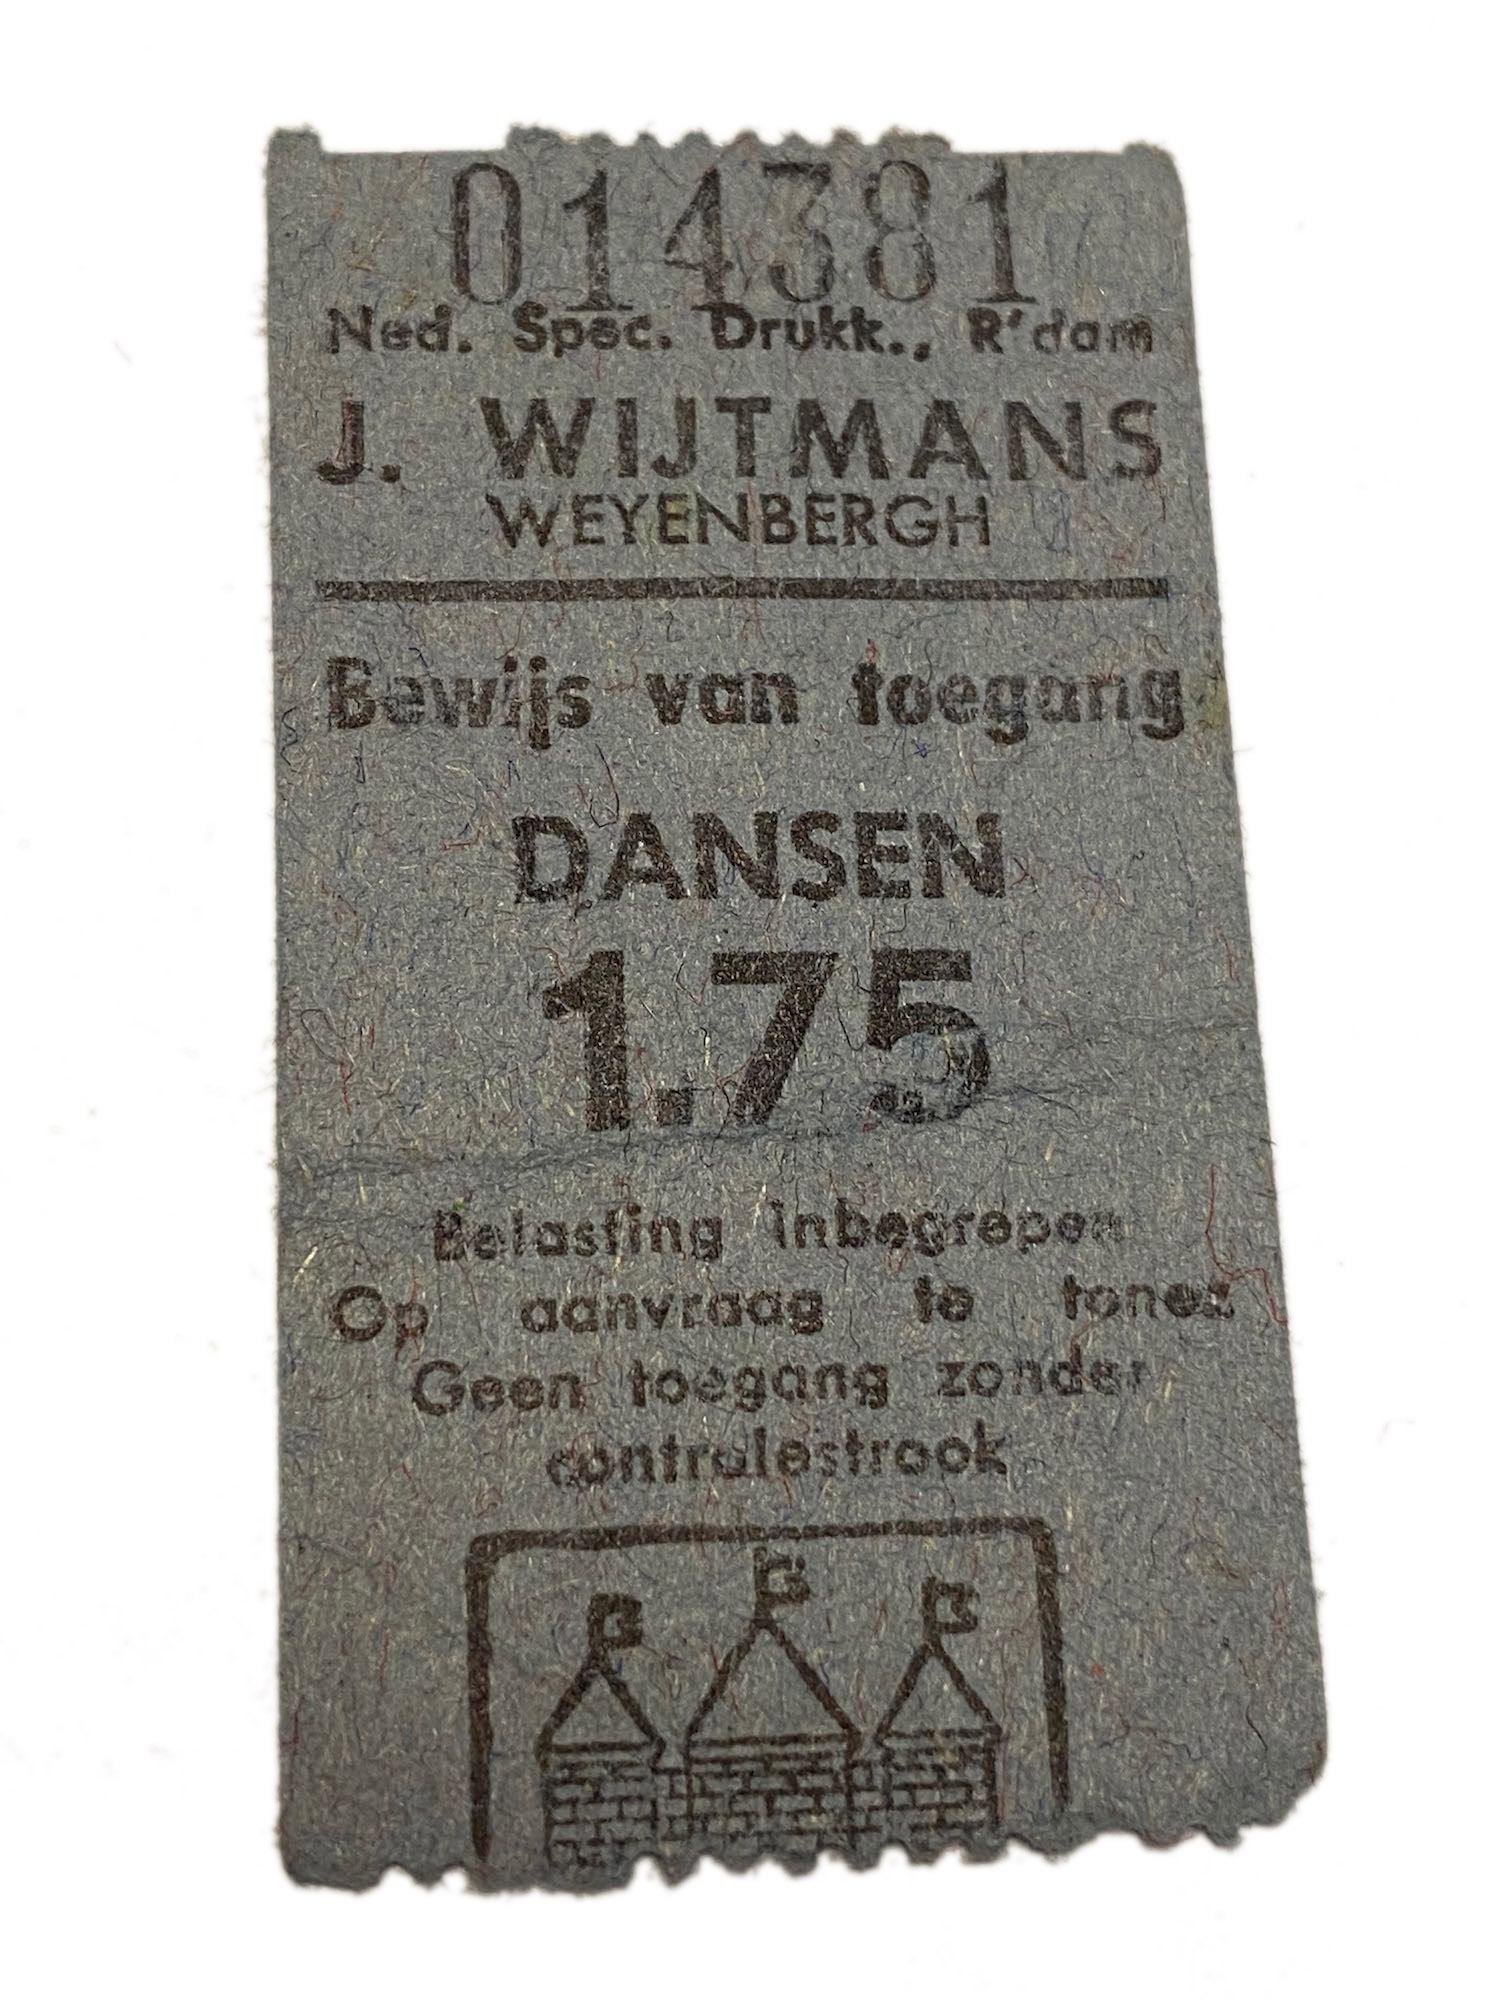 014381
Ned. Spec. Drukk., R'dam
J. WIJTMANS
WEYENBERGH
Bewijs van toegang
DANSEN
1.75
Belasting inbegrepen
Op aanvraag te tonen
Geen toegang zonder
controlestrook